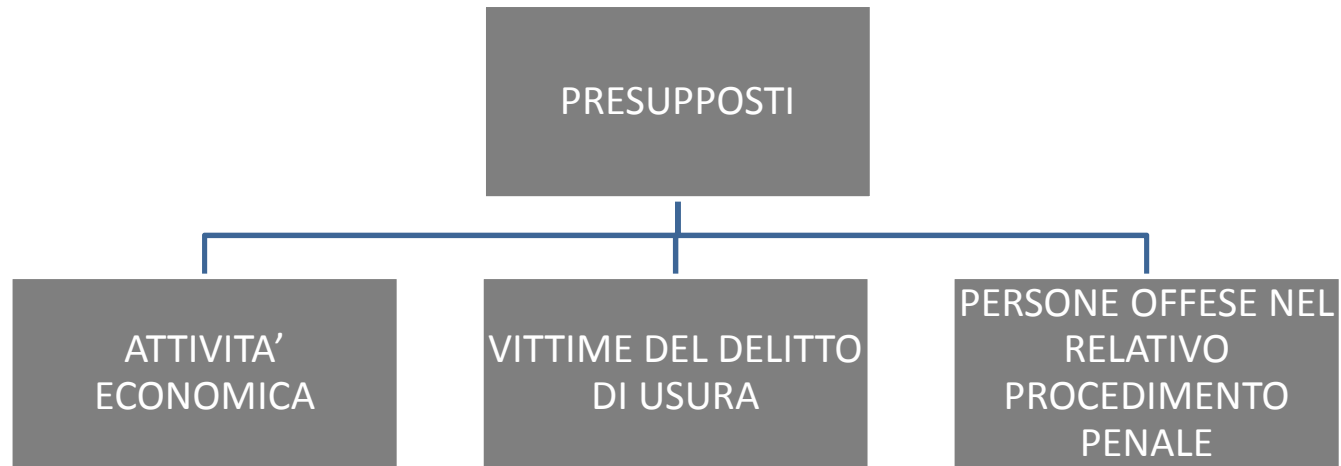 PRESUPPOSTI
ATTIVITA’
ECONOMICA
VITTIME DEL DELITTO
DI USURA
PERSONE OFFESE NEL
RELATIVO
PROCEDIMENTO
PENALE